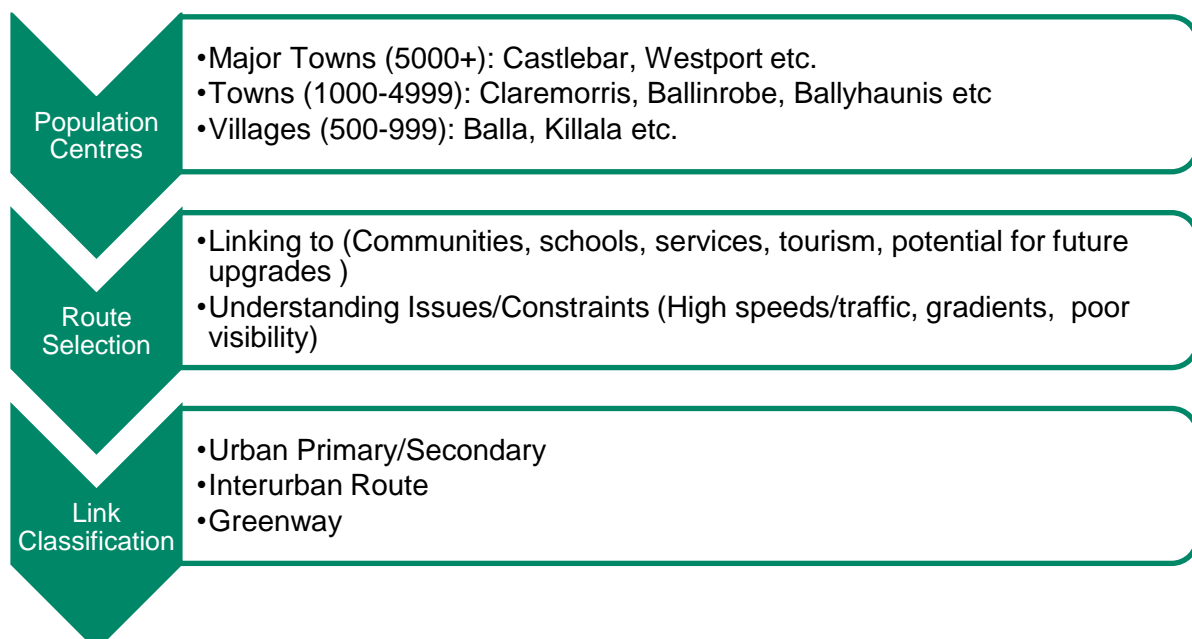 Population
Centres
•Major Towns (5000+): Castlebar, Westport etc.
•Towns (1000-4999): Claremorris, Ballinrobe, Ballyhaunis etc
•Villages (500-999): Balla, Killala etc.
Route
Selection
•Linking to (Communities, schools, services, tourism, potential for future
upgrades )
•Understanding Issues/Constraints (High speeds/traffic, gradients, poor
visibility)
Link
Classification
•Urban Primary/Secondary
•Interurban Route
•Greenway